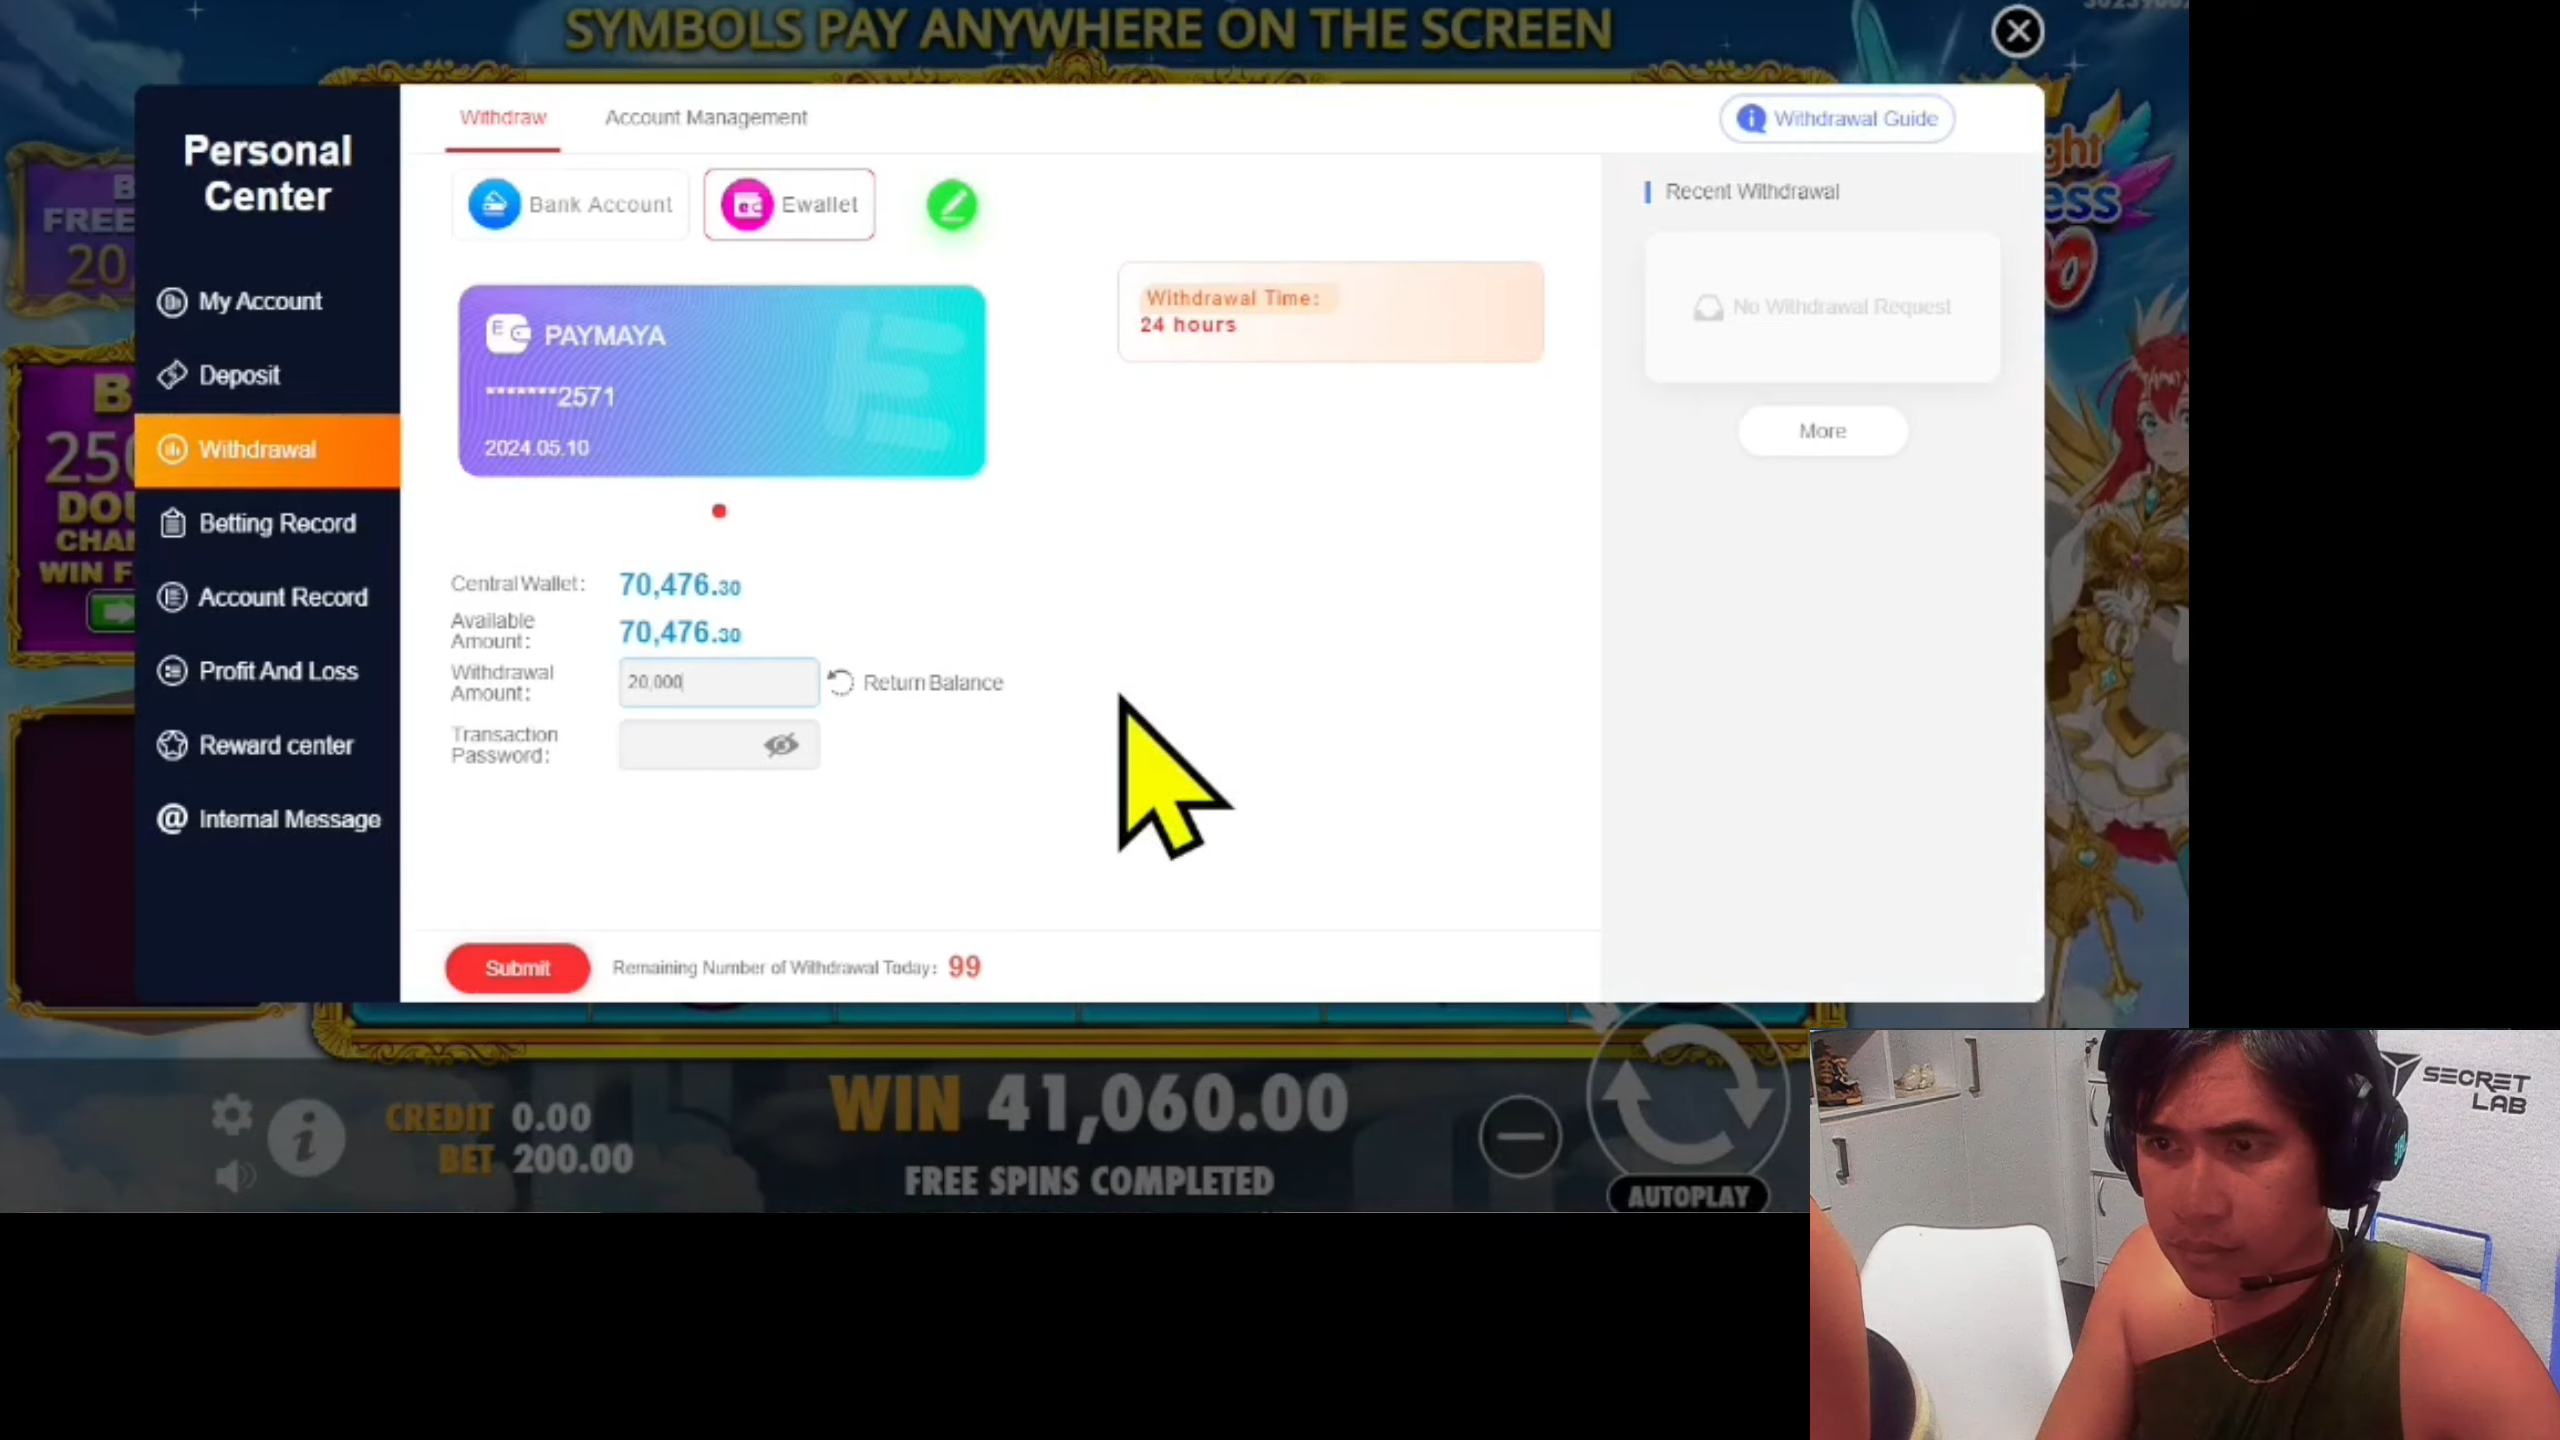 SYMBOLS PAY ANYWHERE ON THE SCREEN
Personal
Center
My Account
Deposit
Withdrawal
Betting Record
Account Record
Profit And Loss
Reward center
Internal Message
Withdraw
Account Management
Withdrawal Guide
Bank Account
Ewallet
PAYMAYA
*******2571
2024.05.10
Withdrawal Time:
24 hours
Recent Withdrawal
No Withdrawal Request
More
Central Wallet: 70,476.30
Available
Amount: 70,476.30
Withdrawal
Amount: 20,000
Return Balance
Transaction
Password:
Submit
Remaining Number of Withdrawal Today: 99
CREDIT 0.00
BET 200.00
WIN 41,060.00
FREE SPINS COMPLETED
AUTOPLAY
SECRET
LAB